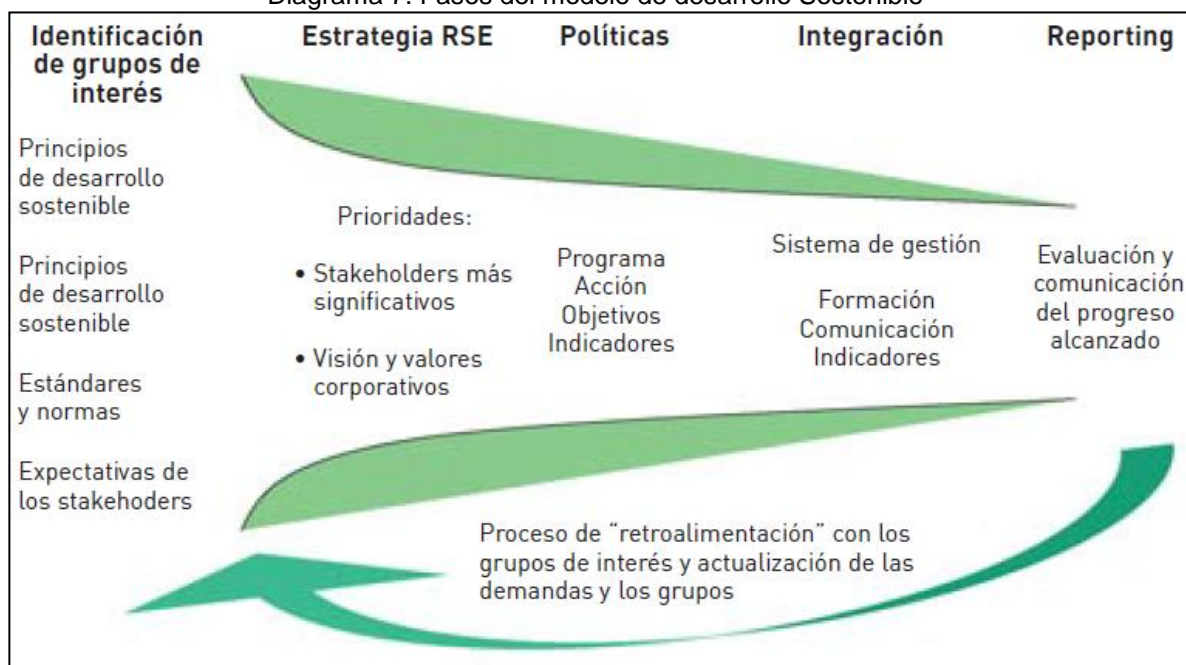 Diagrama 7. Fases del modelo de desarrollo Sostenible
Identificación
de grupos de
interés
Principios
de desarrollo
sostenible
Principios
de desarrollo
sostenible
Estándares
y normas
Expectativas de
los stakehoders
Estrategia RSE
Prioridades:
• Stakeholders más
significativos
• Visión y valores
corporativos
Políticas
Programa
Acción
Objetivos
Indicadores
Integración
Sistema de gestión
Formación
Comunicación
Indicadores
Reporting
Evaluación y
comunicación
del progreso
alcanzado
Proceso de “retroalimentación” con los
grupos de interés y actualización de las
demandas y los grupos